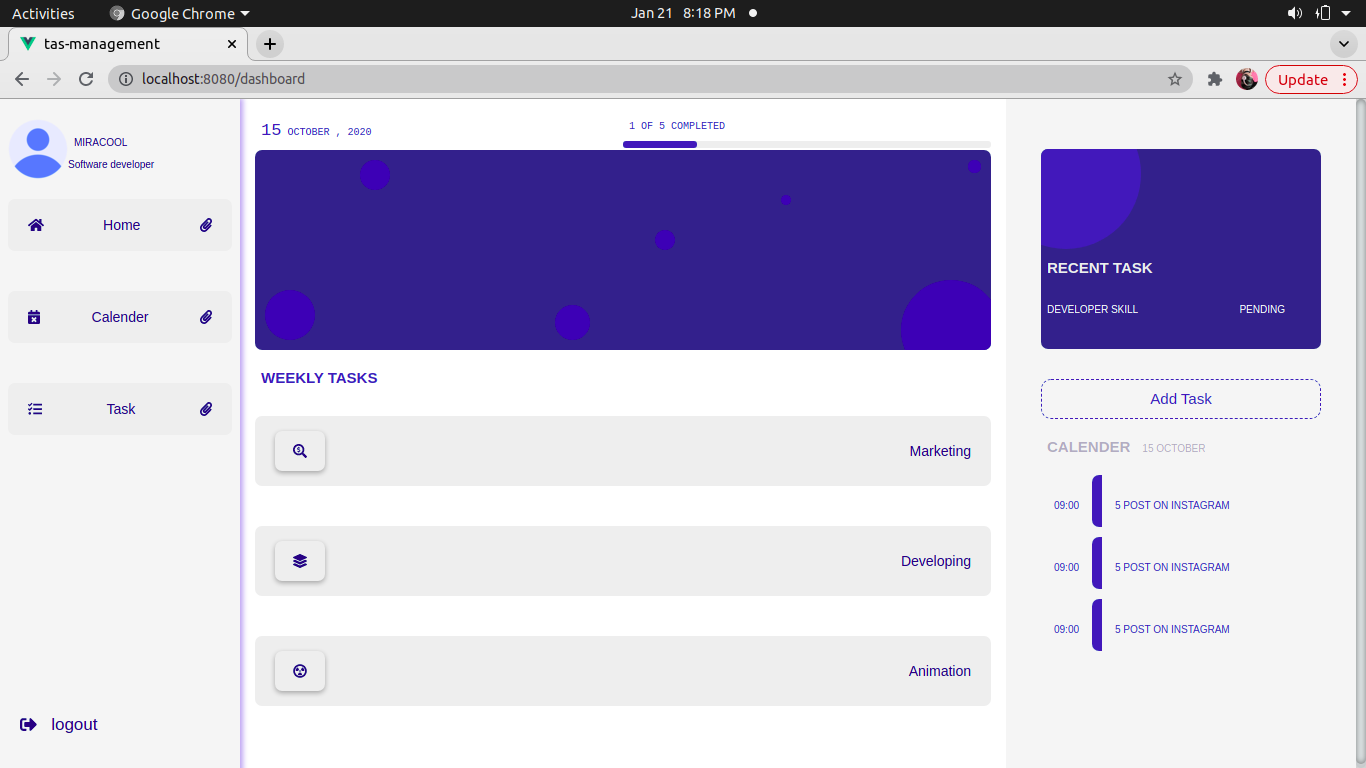 Activities
Google Chrome
Jan 21 8:18 PM
tas-management
localhost:8080/dashboard
Update
MIRACOOL
Software developer
Home
Calender
Task
logout
15 OCTOBER , 2020
1 OF 5 COMPLETED
WEEKLY TASKS
Marketing
Developing
Animation
RECENT TASK
DEVELOPER SKILL PENDING
Add Task
CALENDER 15 OCTOBER
09:00 5 POST ON INSTAGRAM
09:00 5 POST ON INSTAGRAM
09:00 5 POST ON INSTAGRAM